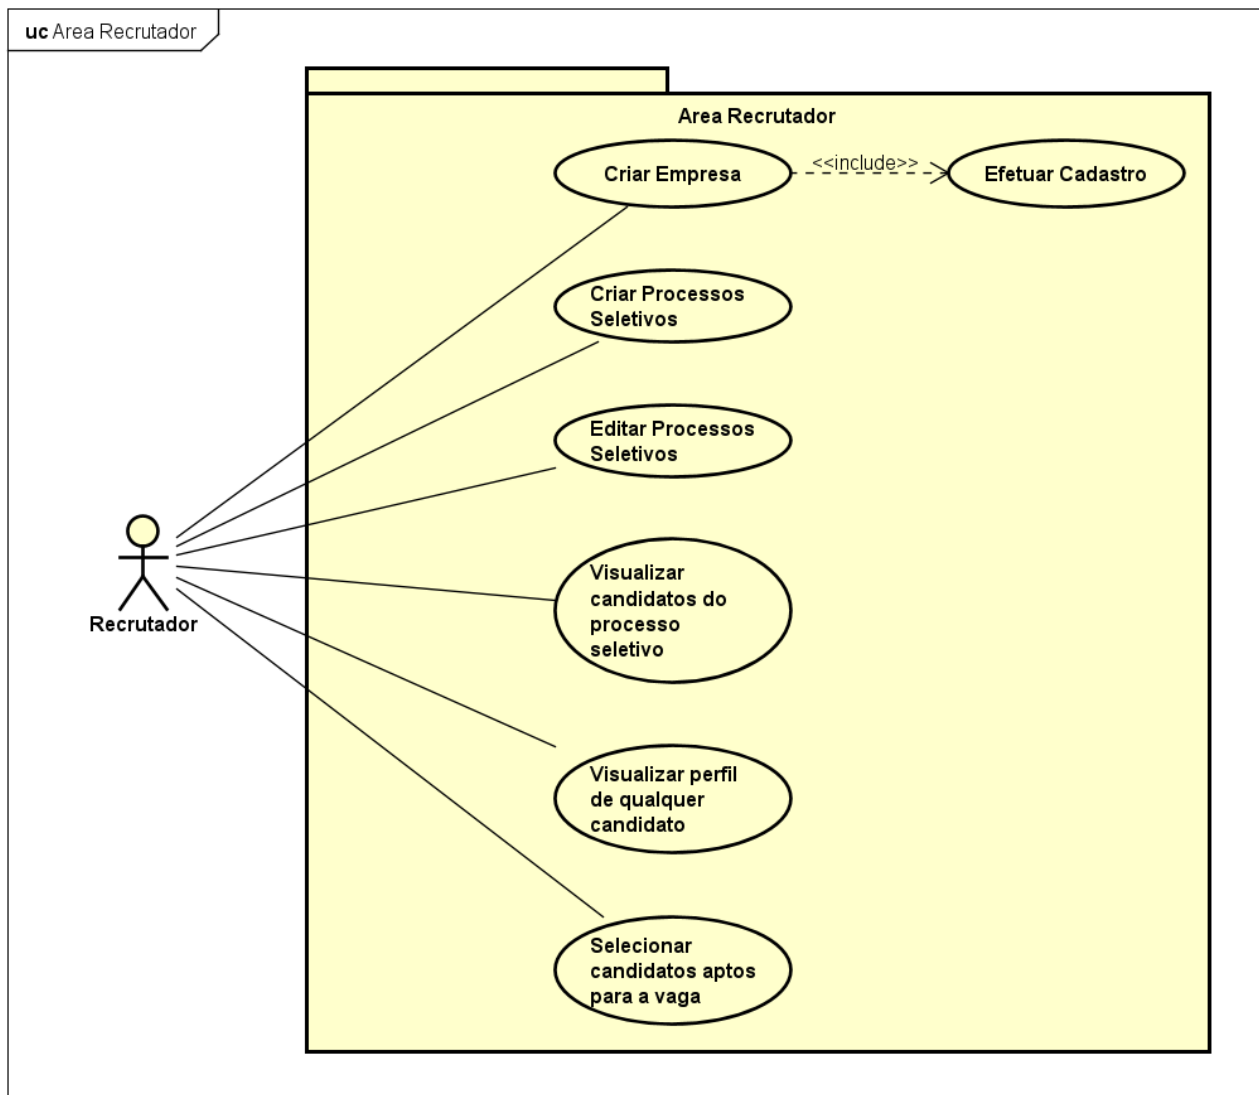 uc Area Recrutador
Area Recrutador
Criar Empresa
<<include>>
Efetuar Cadastro
Criar Processos
Seletivos
Editar Processos
Seletivos
Visualizar
candidatos do
processo
seletivo
Recrutador
Visualizar perfil
de qualquer
candidato
Selecionar
candidatos aptos
para a vaga